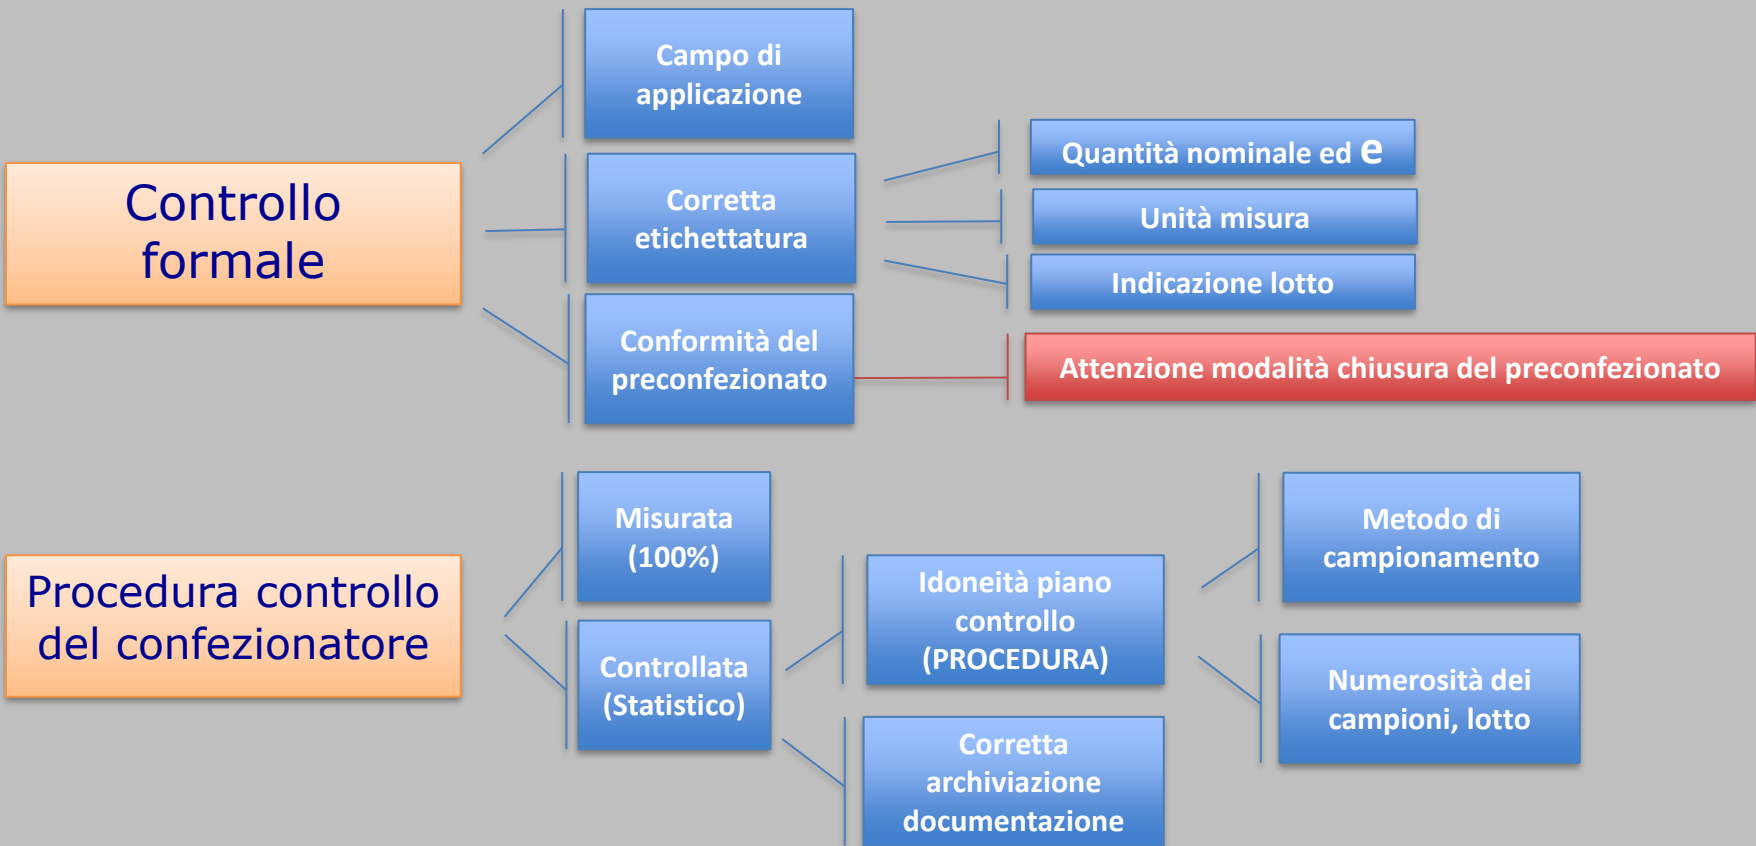 Controllo
formale
Campo di
applicazione
Corretta
etichettatura
Quantità nominale ed e
Unità misura
Indicazione lotto
Conformità del
preconfezionato
Attenzione modalità chiusura del preconfezionato
Procedura controllo
del confezionatore
Misurata
(100%)
Controllata
(Statistico)
Idoneità piano
controllo
(PROCEDURA)
Metodo di
campionamento
Numerosità dei
campioni, lotto
Corretta
archiviazione
documentazione